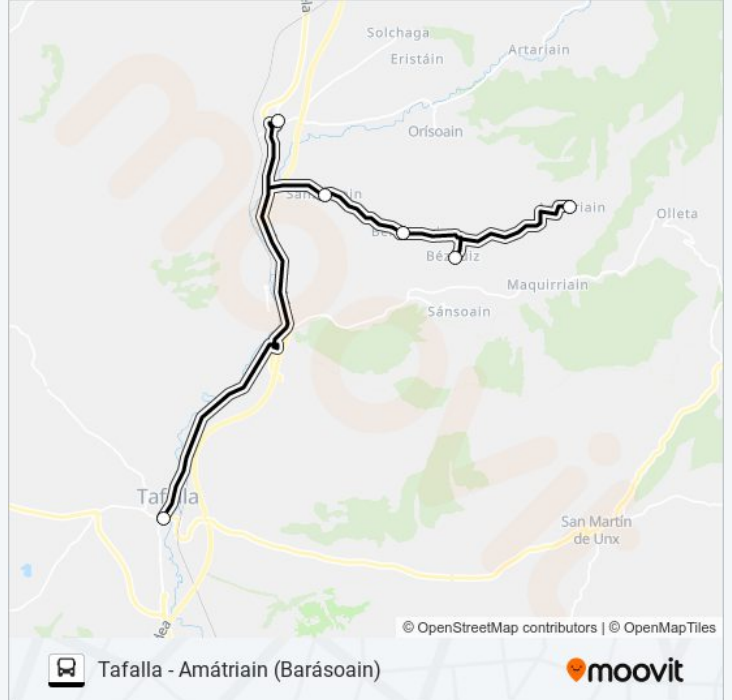 Solchaga
Artariain
Eristáin
Orísoain
Olleta
Maquirriain
Sánsoain
Tafalla
San Martín
de Unx
© OpenStreetMap contributors | © OpenMapTiles
Tafalla - Amátriain (Barásoain)
moovit